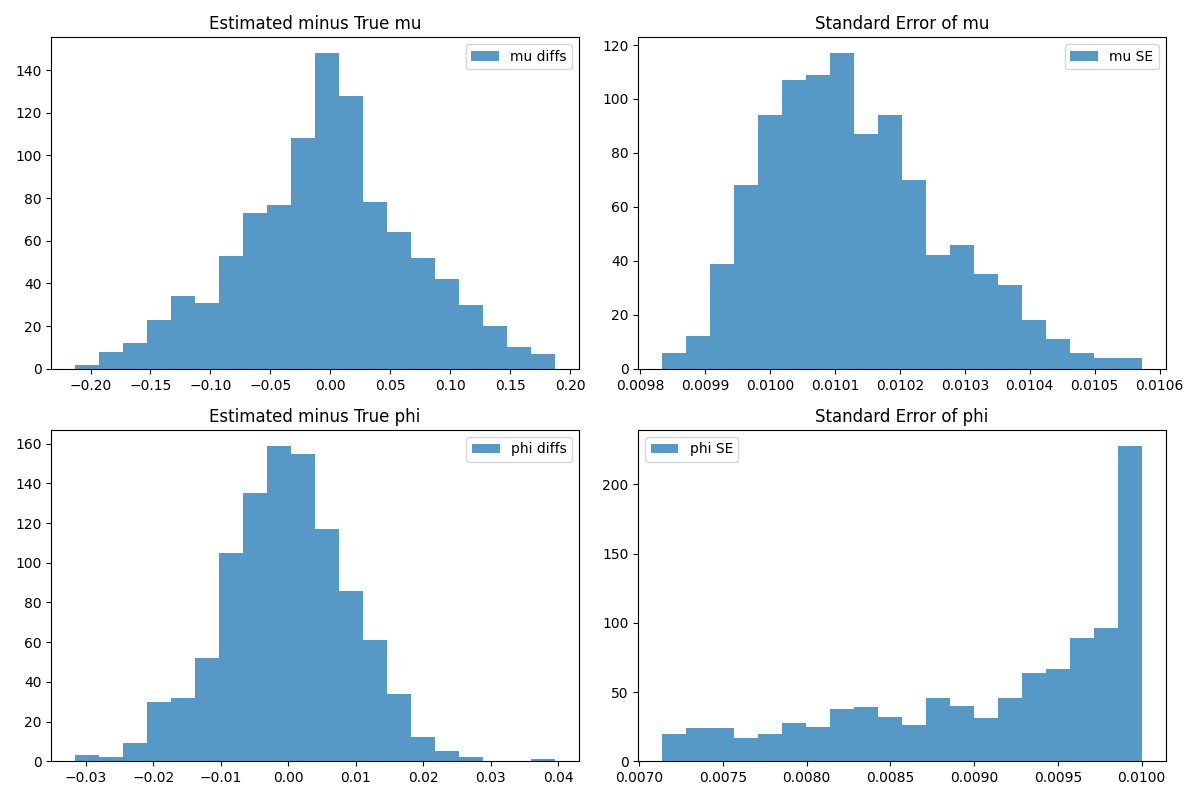 Estimated minus True mu
mu diffs
140
120
100
80
60
40
20
0
−0.20 −0.15 −0.10 −0.05 0.00 0.05 0.10 0.15 0.20
Standard Error of mu
mu SE
120
100
80
60
40
20
0
0.0098 0.0099 0.0100 0.0101 0.0102 0.0103 0.0104 0.0105 0.0106
Estimated minus True phi
phi diffs
160
140
120
100
80
60
40
20
0
−0.03 −0.02 −0.01 0.00 0.01 0.02 0.03 0.04
Standard Error of phi
phi SE
200
150
100
50
0
0.0070 0.0075 0.0080 0.0085 0.0090 0.0095 0.0100